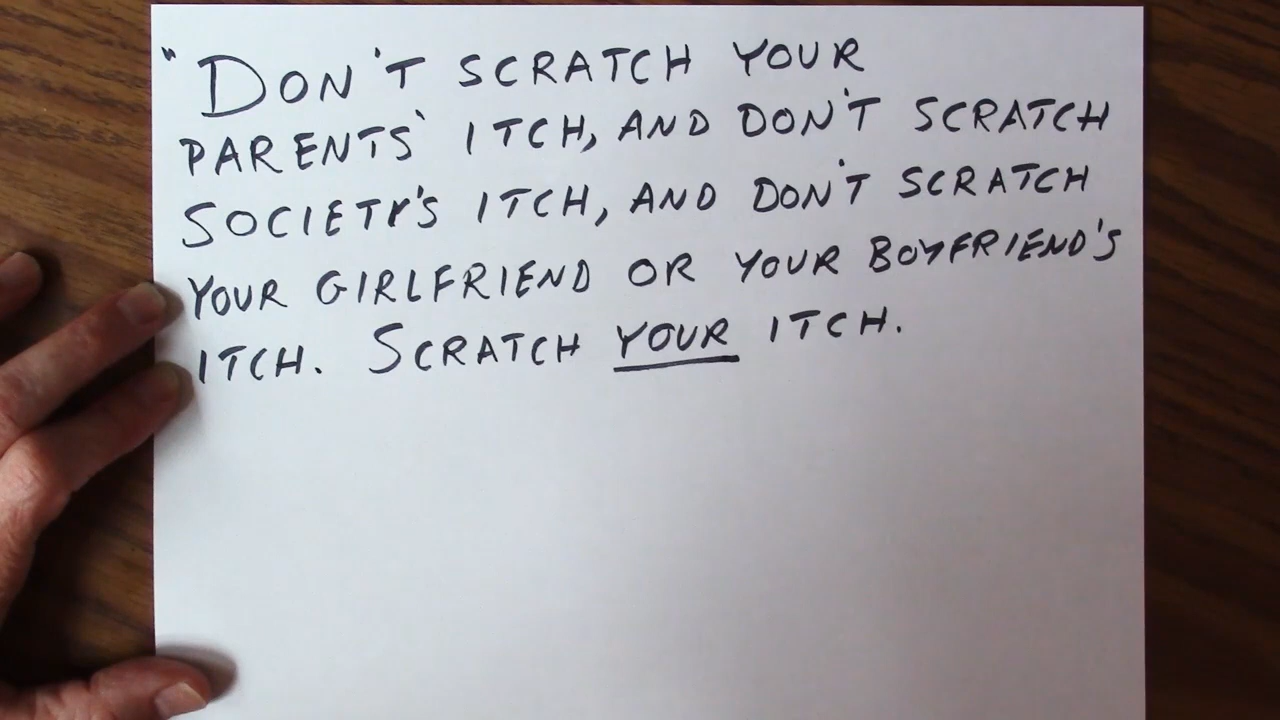 "DON'T SCRATCH YOUR
PARENTS' ITCH, AND DON'T SCRATCH
SOCIETY'S ITCH, AND DON'T SCRATCH
YOUR GIRLFRIEND OR YOUR BOYFRIEND'S
ITCH. SCRATCH YOUR ITCH.